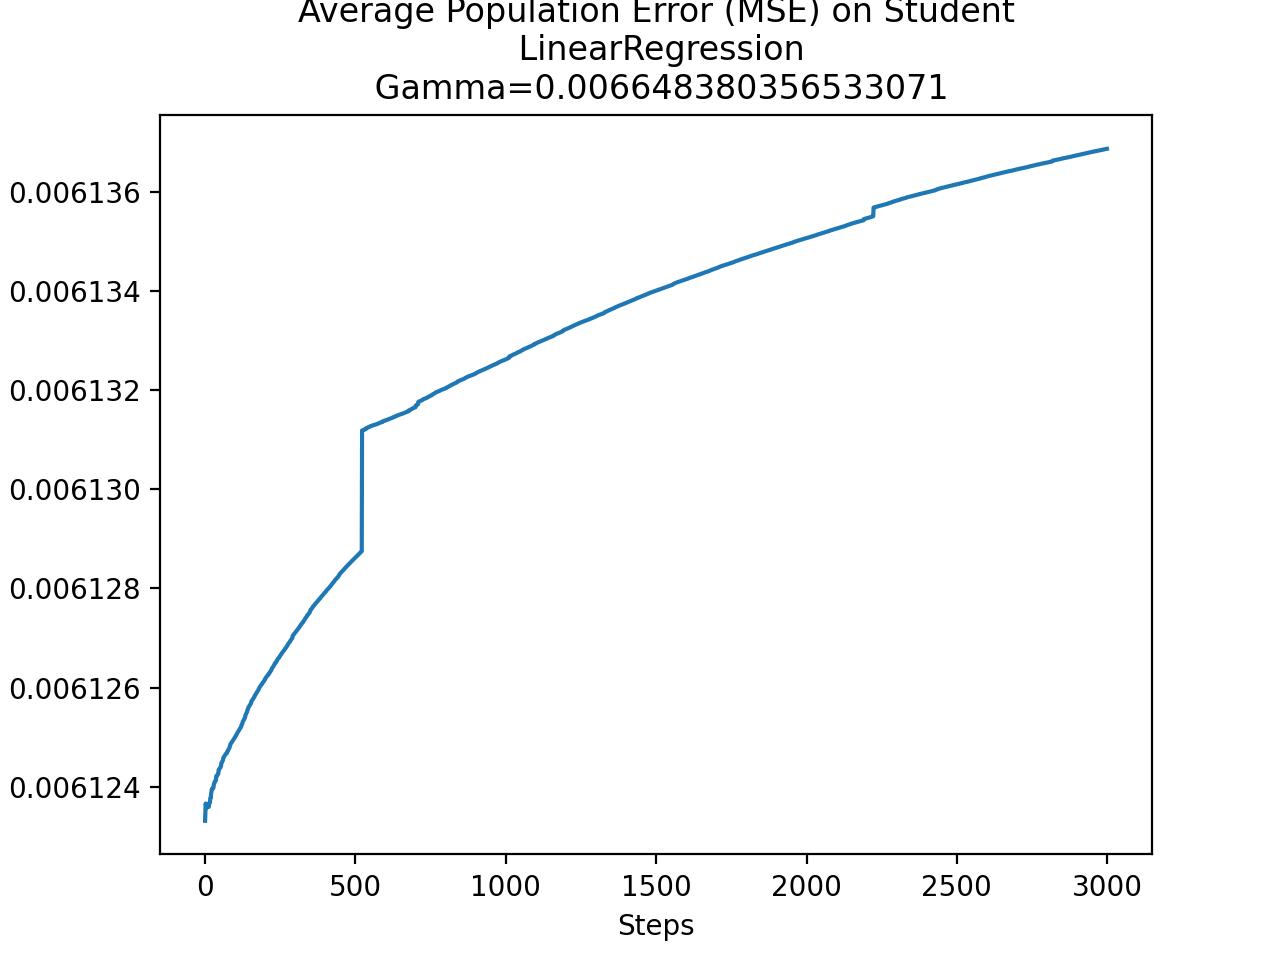 Average Population Error (MSE) on Student
LinearRegression
Gamma=0.006648380356533071
0.006136
0.006134
0.006132
0.006130
0.006128
0.006126
0.006124
0 500 1000 1500 2000 2500 3000
Steps